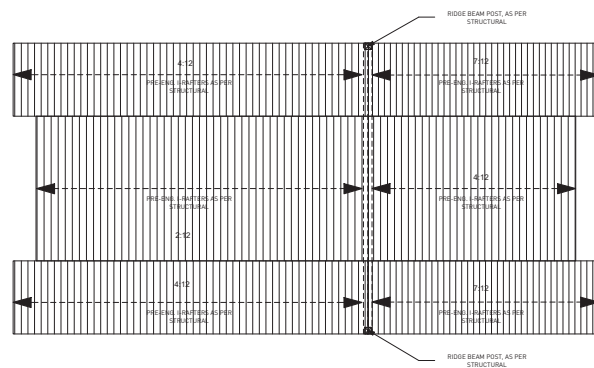 RIDGE BEAM POST, AS PER
STRUCTURAL
4:12
PRE-ENG. I-RAFTERS AS PER
STRUCTURAL
7:12
PRE-ENG. I-RAFTERS AS PER
STRUCTURAL
PRE-ENG. I-RAFTERS AS PER
STRUCTURAL
2:12
4:12
PRE-ENG. I-RAFTERS AS PER
STRUCTURAL
4:12
PRE-ENG. I-RAFTERS AS PER
STRUCTURAL
7:12
PRE-ENG. I-RAFTERS AS PER
STRUCTURAL
RIDGE BEAM POST, AS PER
STRUCTURAL